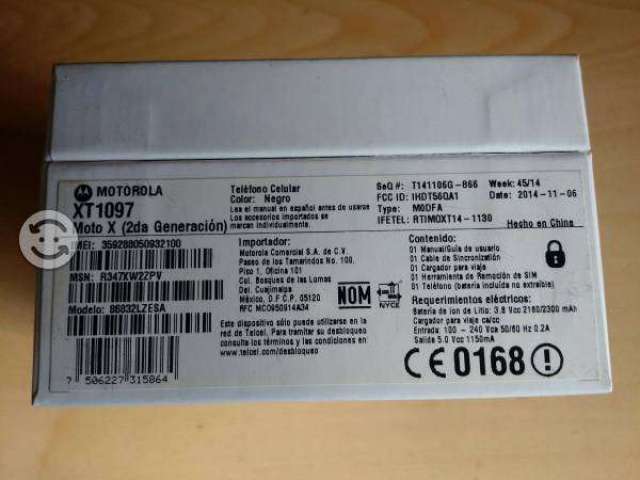 MOTOROLA
XT1097
Moto X (2da Generación)
IMEI: 359288050932100
MSN: R347XW22PV
Modelo: B6832LZESA
7 506227 315864
Teléfono Celular
Color: Negro
Lea el manual en español antes de usarse
Los accesorios importados se
marcan individualmente.
Importador:
Motorola Comercial S.A. de C.V.
Paseo de los Tamarindos No. 100,
Piso 1, Oficina 101
Col. Bosques de las Lomas
Del. Cuajimalpa
México, D.F C.P. 05120
RFC MCO950914A34
NOM
NYCE
Este dispositivo sólo puede utilizarse en la
red de Telcel. Para tramitar su desbloqueo
consulte los términos y las condiciones en
www.telcel.com/desbloqueo
SeQ #: T141106G-B66 Week: 45/14
FCC ID: IHDT56QA1 Date: 2014-11-06
Type: M0DFA
IFETEL: RTIMOXT14-1130 Hecho en China
Contenido:
01 Manual/Guía de usuario
01 Cable de Sincronización
01 Cargador para viaje
01 Herramienta de Remoción de SIM
01 Teléfono (batería incluida no extraíble)
Requerimientos eléctricos:
Batería de ion de Litio: 3.8 Vcc 2160/2300 mAh
Cargador para viaje ca/cc
Entrada: 100 - 240 Vca 50/60 Hz 0.2A
Salida 5.0 Vcc 1150mA
CE0168